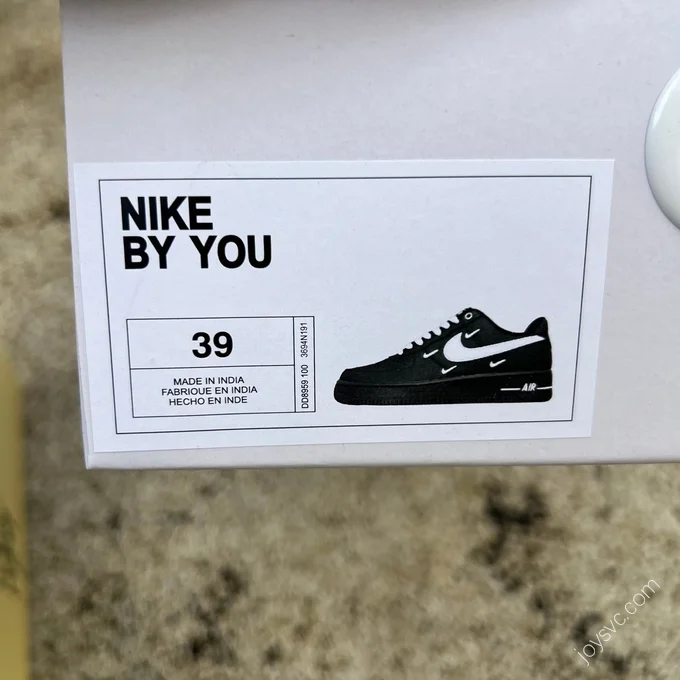 NIKE
BY YOU
39
MADE IN INDIA
FABRIQUE EN INDIA
HECHO EN INDE
DD8959 100 3694N191
AIR
joysvc.com